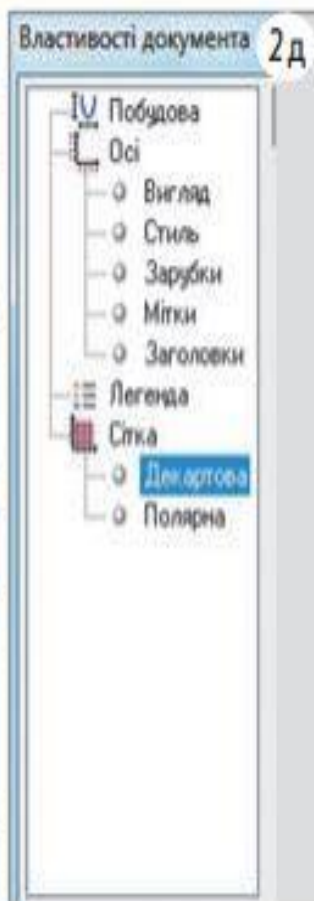 Властивості документа 2д
Побудова
Осі
Вигляд
Стиль
Зарубки
Мітки
Заголовки
Легенда
Сітка
Декартова
Полярна